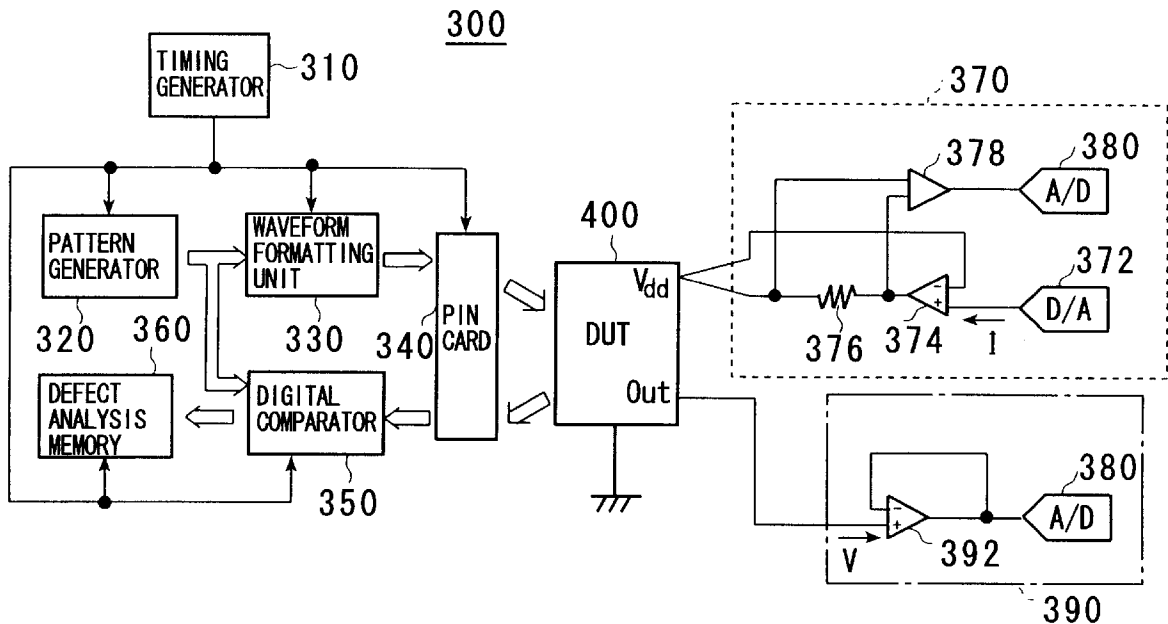 300
TIMING
GENERATOR
310
370
378
380
A/D
PATTERN
GENERATOR
320
WAVEFORM
FORMATTING
UNIT
330
340
PIN
CARD
400
Vdd
DUT
Out
376
374
- +
I
372
D/A
360
DEFECT
ANALYSIS
MEMORY
DIGITAL
COMPARATOR
350
- +
V
392
380
A/D
390